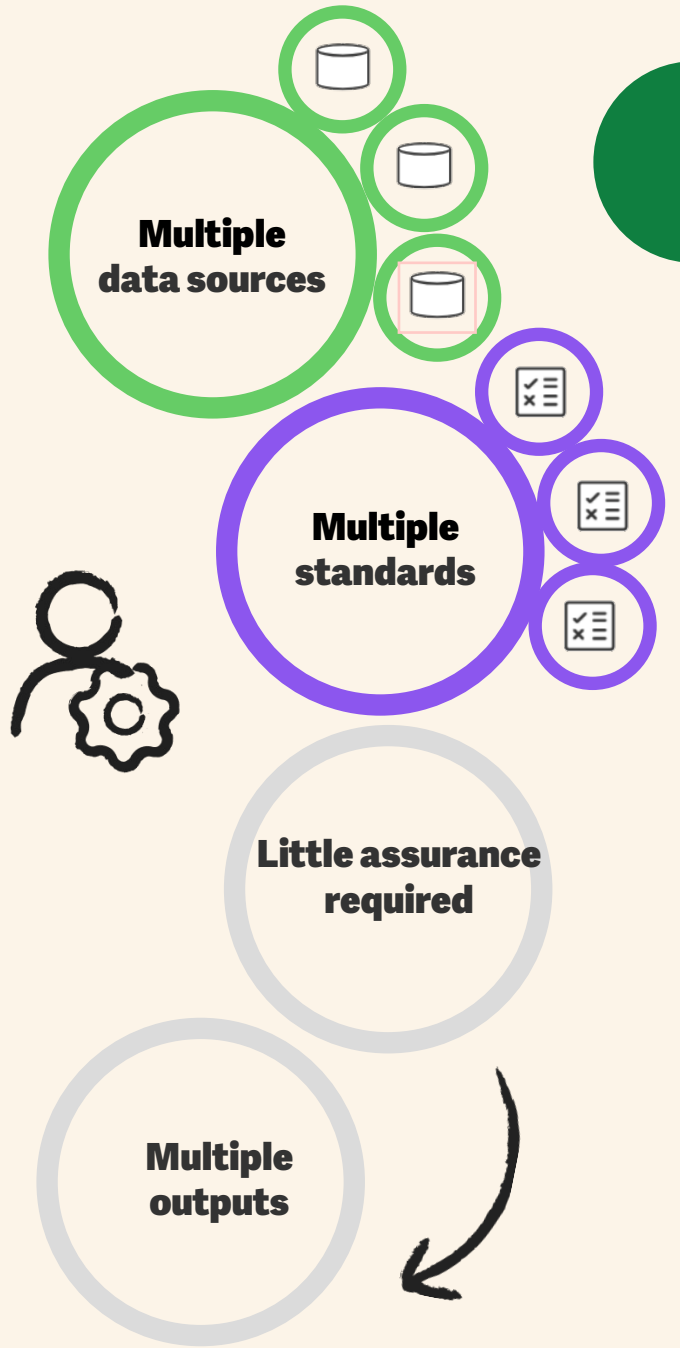 Multiple
data sources
Multiple
standards
Little assurance
required
Multiple
outputs